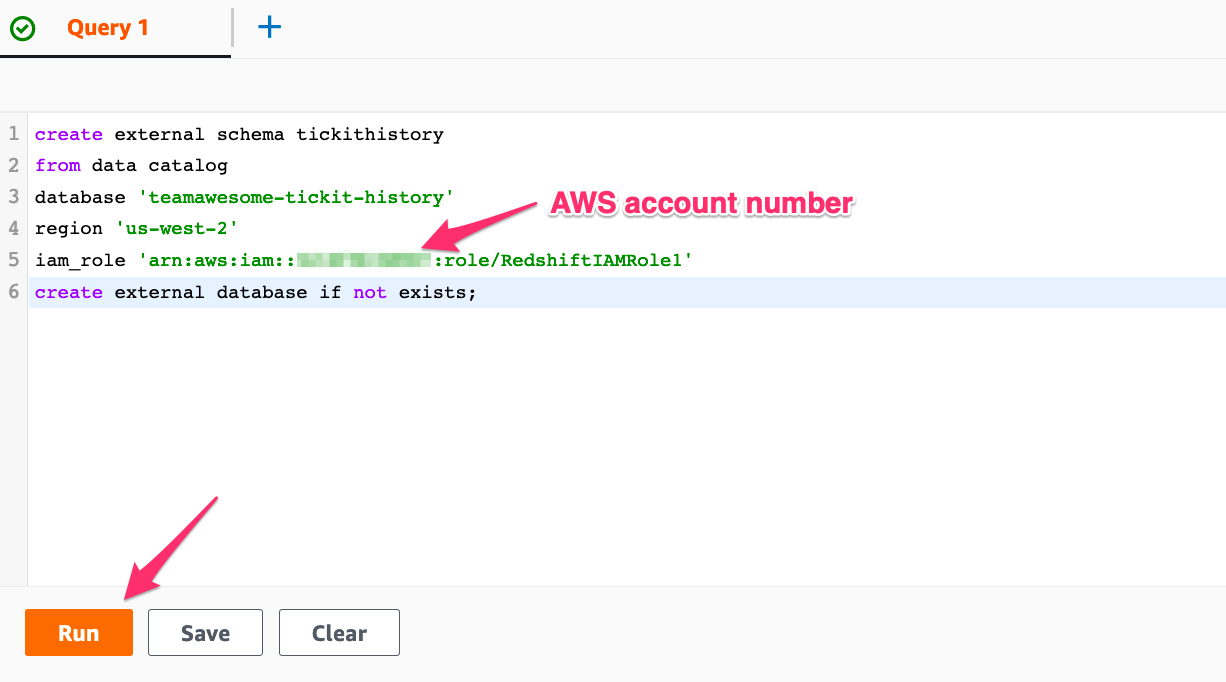 Query 1
1 create external schema tickithistory
2 from data catalog
3 database 'teamawesome-tickit-history'
AWS account number
4 region 'us-west-2'
5 iam_role 'arn:aws:iam:::role/RedshiftIAMRole1'
6 create external database if not exists;
Run
Save
Clear